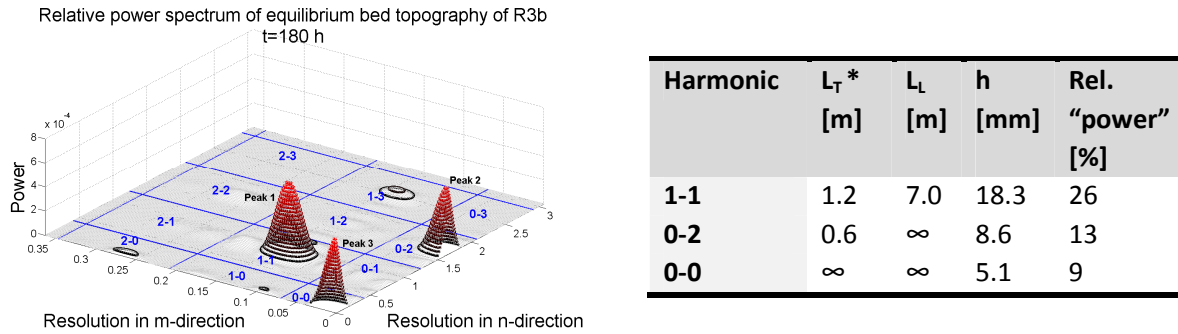 Relative power spectrum of equilibrium bed topography of R3b
t=180 h
x 10⁻⁴
8
6
4
2
0
Power
2-3
2-2
2-1
2-0
1-3
1-2
1-1
1-0
0-3
0-2
0-1
0-0
Peak 1
Peak 2
Peak 3
0.35
0.3
0.25
0.2
0.15
0.1
0.05
0
0
0.5
1
1.5
2
2.5
3
Resolution in m-direction
Resolution in n-direction
Harmonic L_T * L_L h Rel.
[m] [m] [mm] “power”
[%]
1-1 1.2 7.0 18.3 26
0-2 0.6 ∞ 8.6 13
0-0 ∞ ∞ 5.1 9